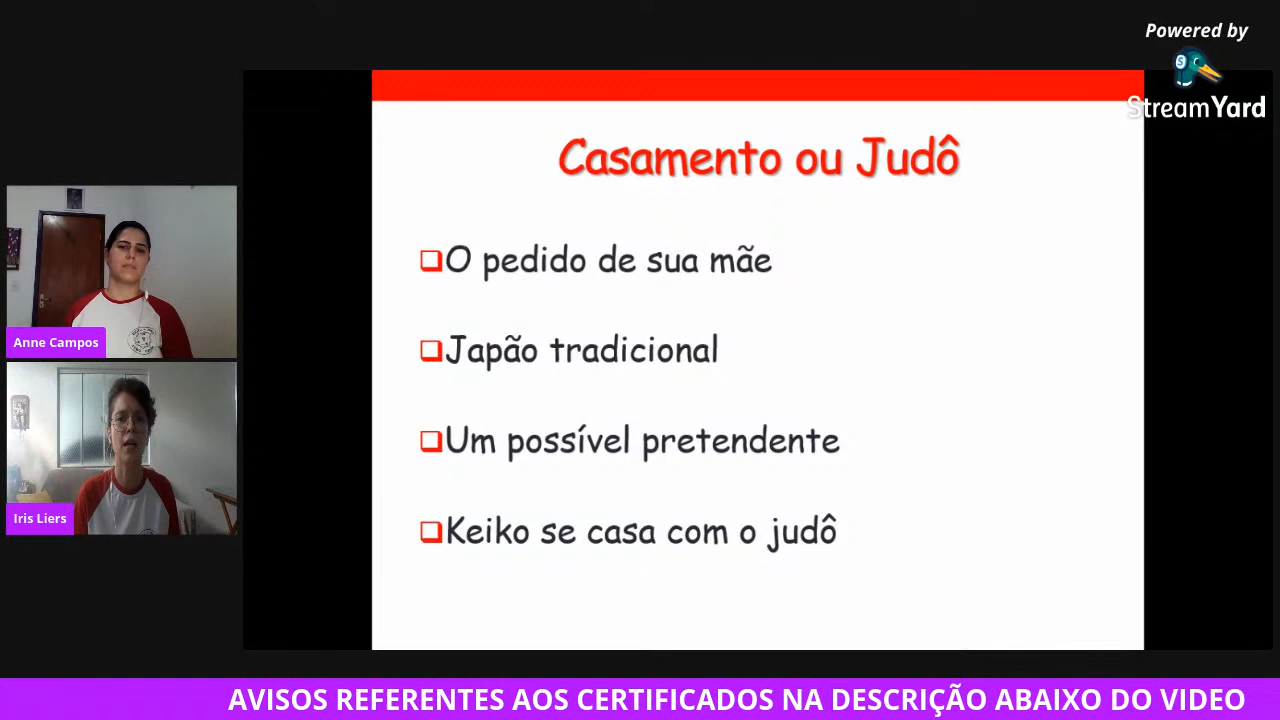 Powered by
StreamYard
Casamento ou Judô
O pedido de sua mãe
Japão tradicional
Um possível pretendente
Keiko se casa com o judô
Anne Campos
Iris Liers
AVISOS REFERENTES AOS CERTIFICADOS NA DESCRIÇÃO ABAIXO DO VIDEO